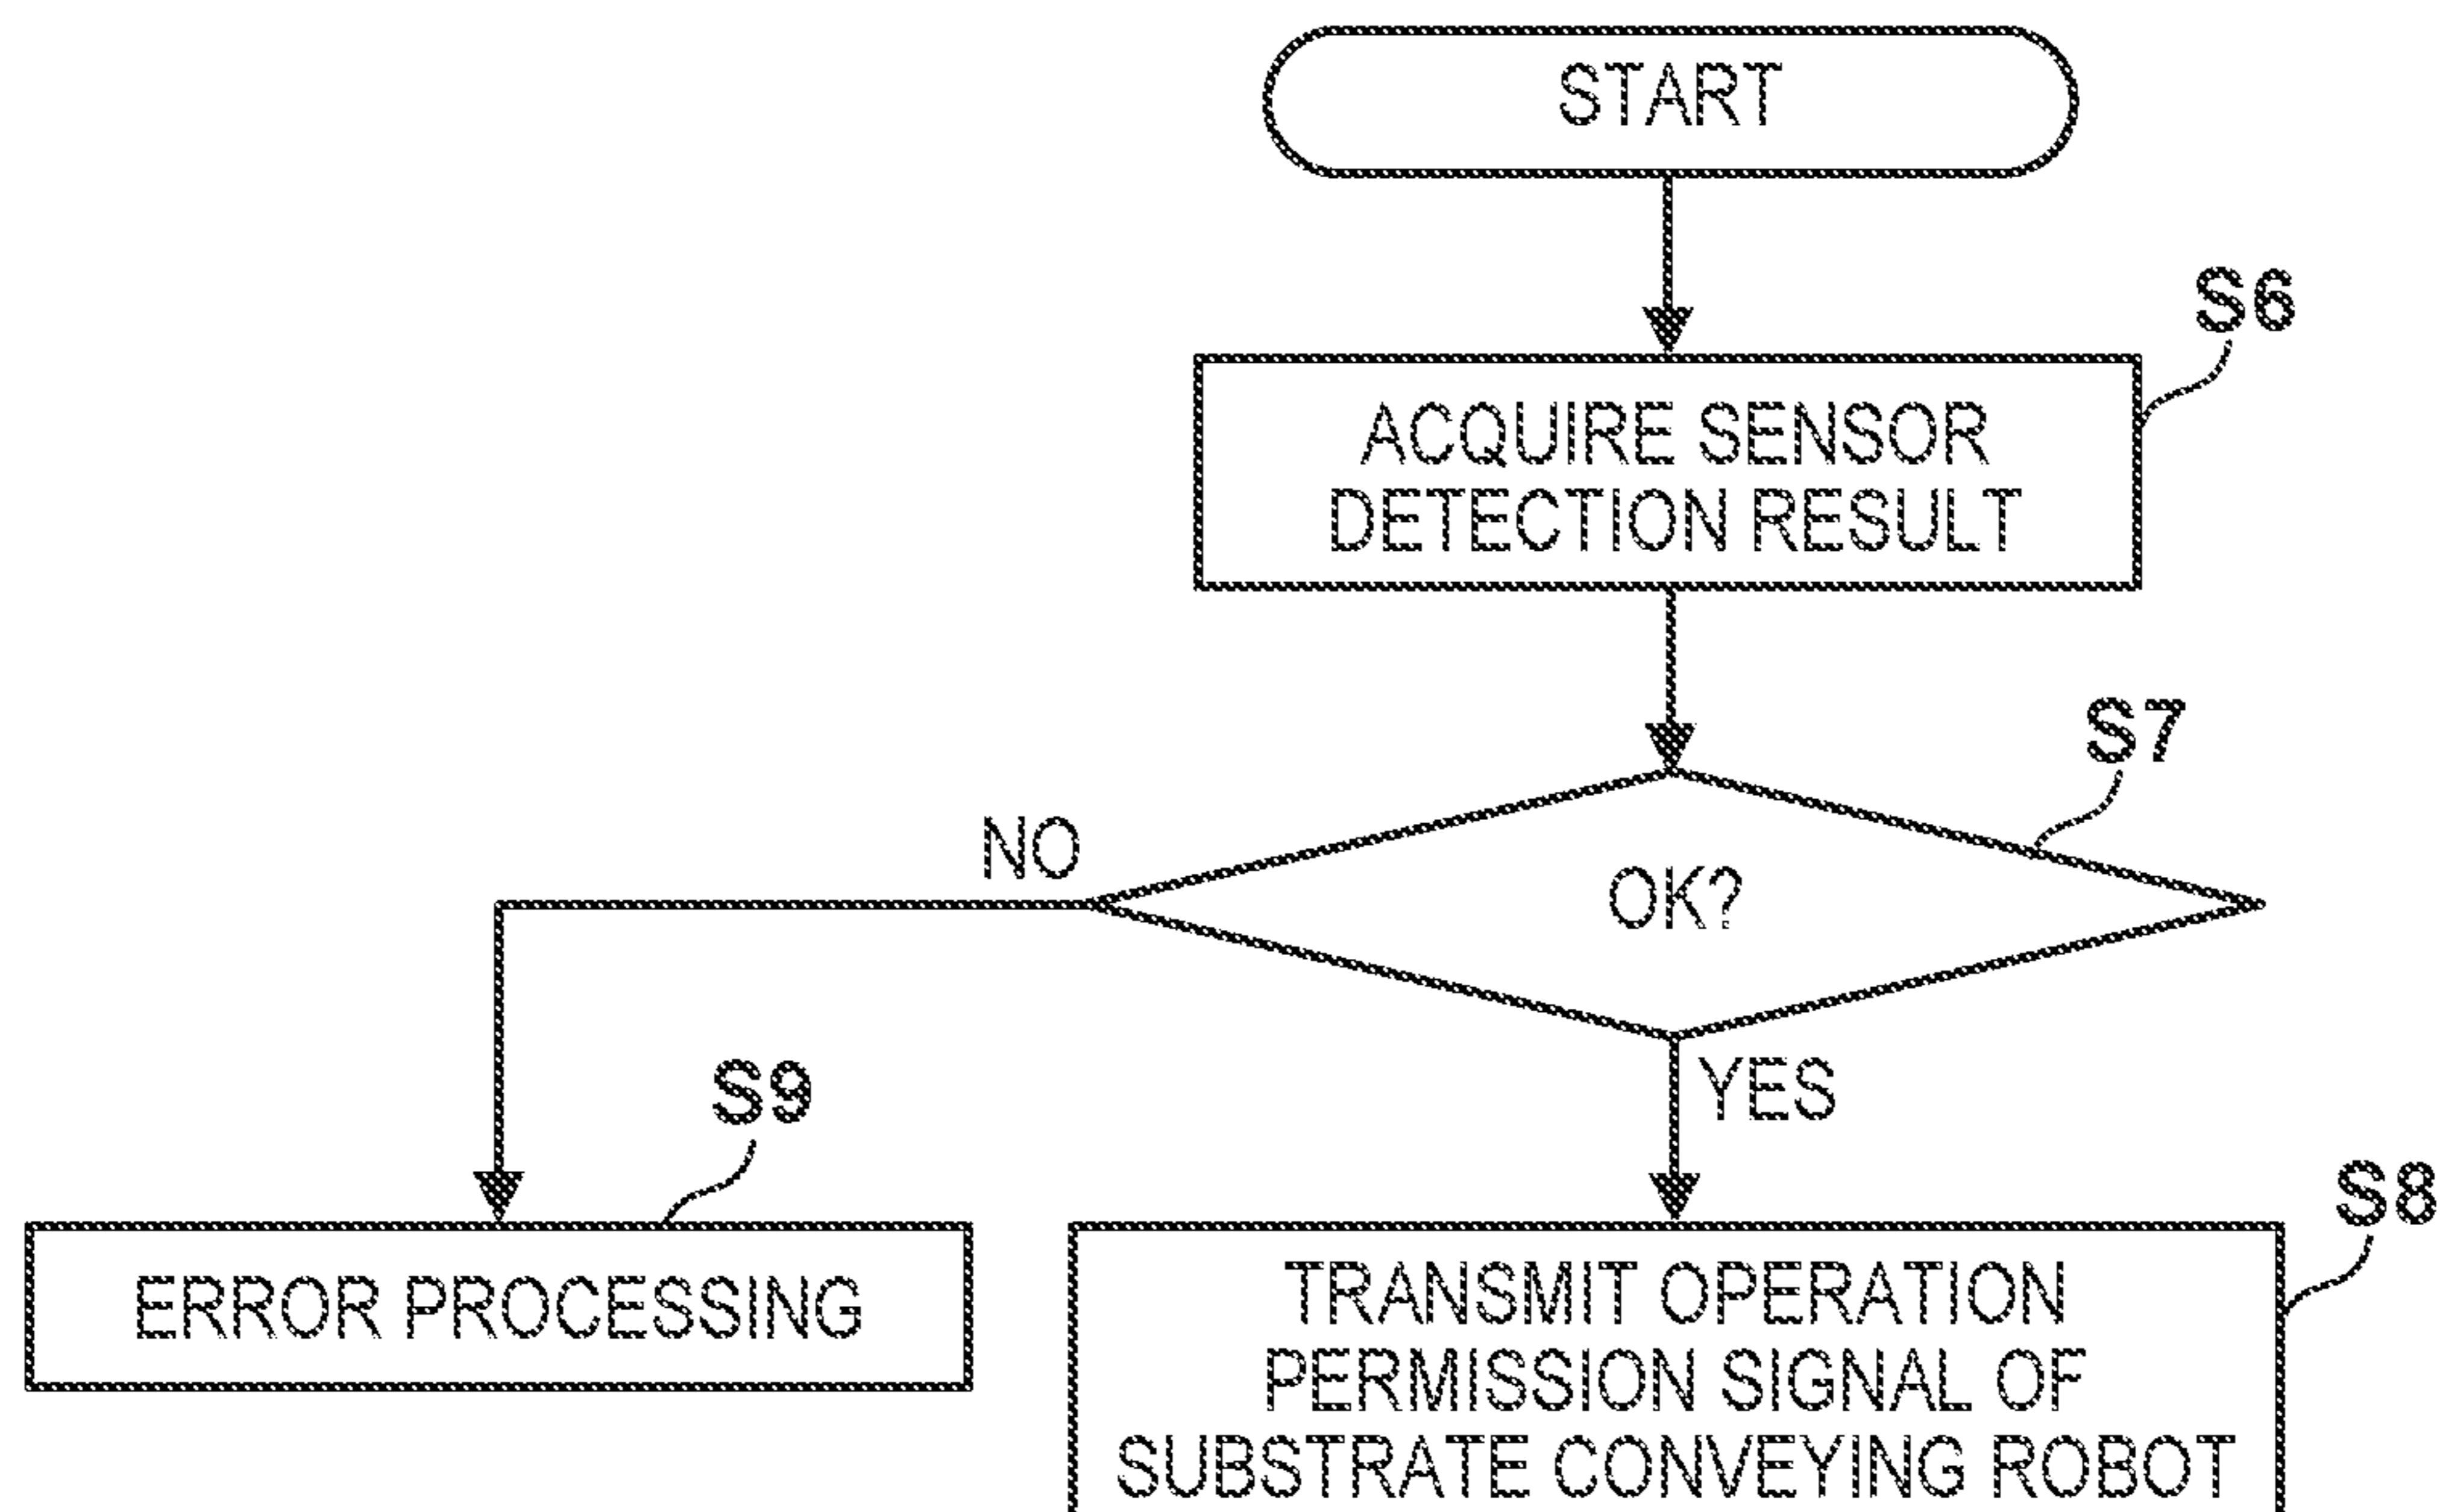 START
S6
ACQUIRE SENSOR
DETECTION RESULT
S7
NO
OK?
YES
S9
ERROR PROCESSING
S8
TRANSMIT OPERATION
PERMISSION SIGNAL OF
SUBSTRATE CONVEYING ROBOT